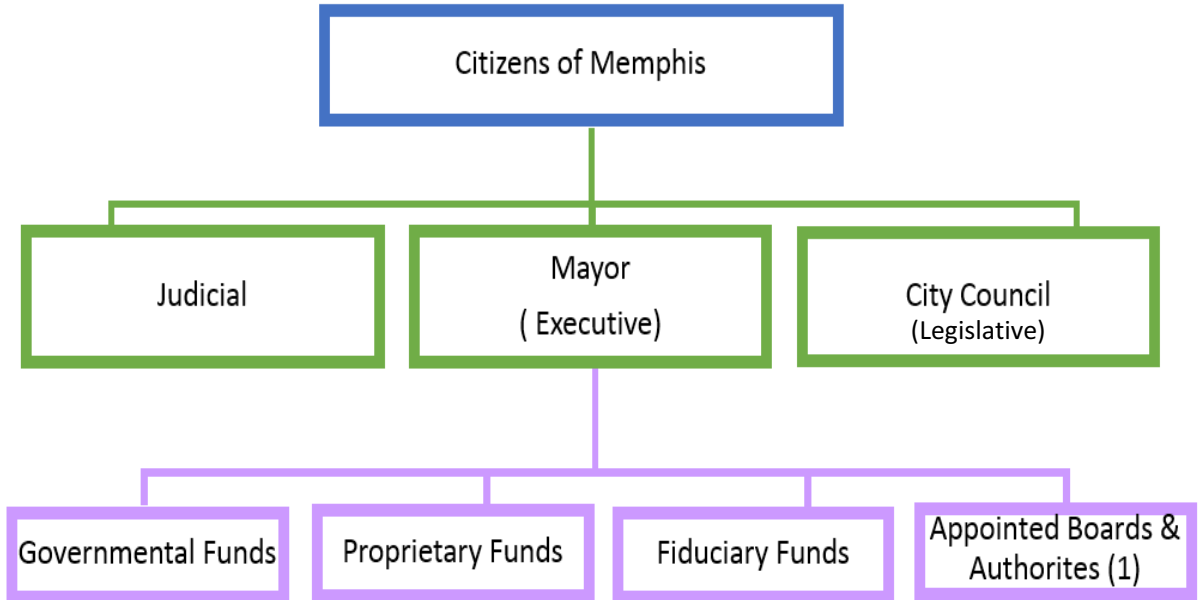 Citizens of Memphis
Judicial
Mayor
( Executive)
City Council
(Legislative)
Governmental Funds
Proprietary Funds
Fiduciary Funds
Appointed Boards &
Authorites (1)